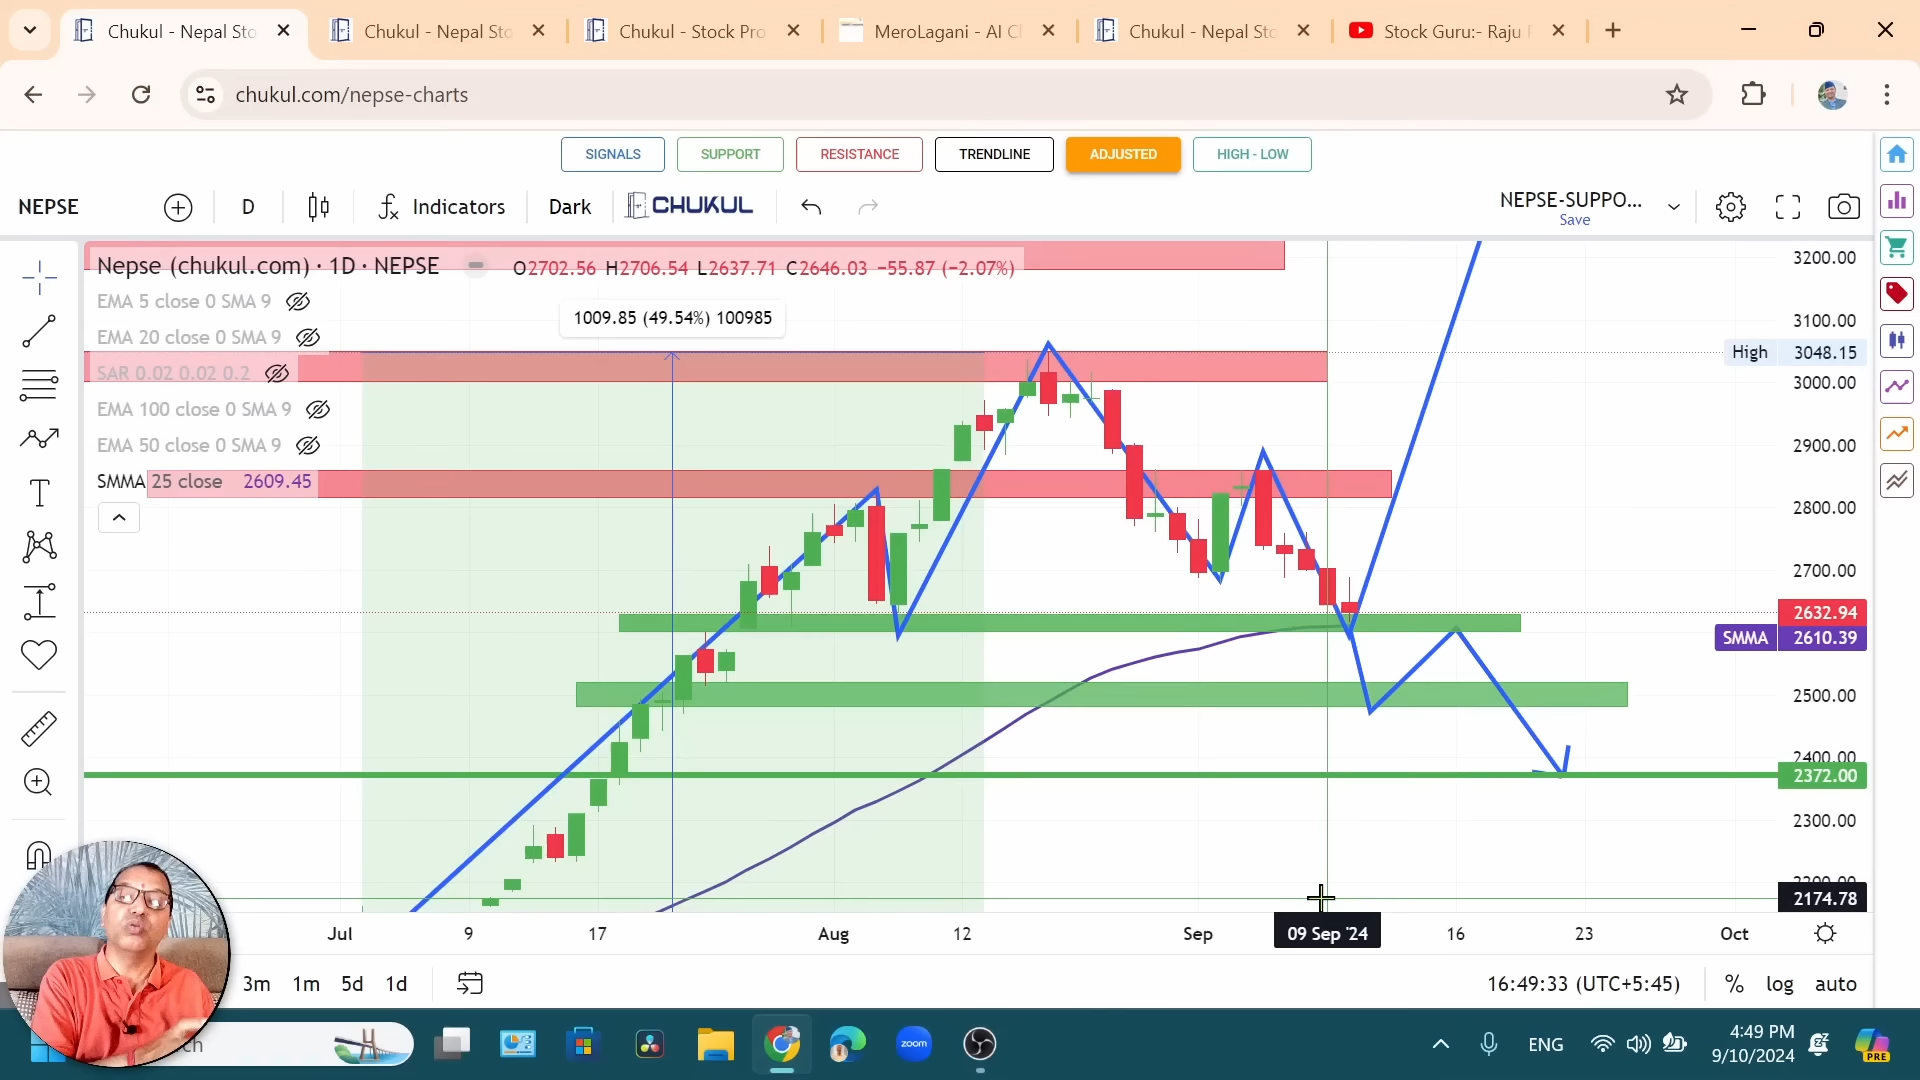 Chukul - Nepal Sto
Chukul - Nepal Sto
Chukul - Stock Pro
MeroLagani - AI C
Chukul - Nepal Sto
Stock Guru:- Raju
chukul.com/nepse-charts
SIGNALS
SUPPORT
RESISTANCE
TRENDLINE
ADJUSTED
HIGH - LOW
NEPSE
D
Indicators
Dark
CHUKUL
NEPSE-SUPPO...
Save
Nepse (chukul.com) · 1D · NEPSE
O2702.56 H2706.54 L2637.71 C2646.03 −55.87 (−2.07%)
EMA 5 close 0 SMA 9
EMA 20 close 0 SMA 9
SAR 0.02 0.02 0.2
EMA 100 close 0 SMA 9
EMA 50 close 0 SMA 9
SMMA 25 close 2609.45
1009.85 (49.54%) 100985
3200.00
3100.00
High 3048.15
3000.00
2900.00
2800.00
2700.00
2632.94
SMMA 2610.39
2500.00
2400.00
2372.00
2300.00
2200.00
2174.78
Jul
9
17
Aug
12
Sep
09 Sep '24
16
23
Oct
3m
1m
5d
1d
16:49:33 (UTC+5:45)
%
log
auto
zoom
ENG
4:49 PM
9/10/2024
PRE